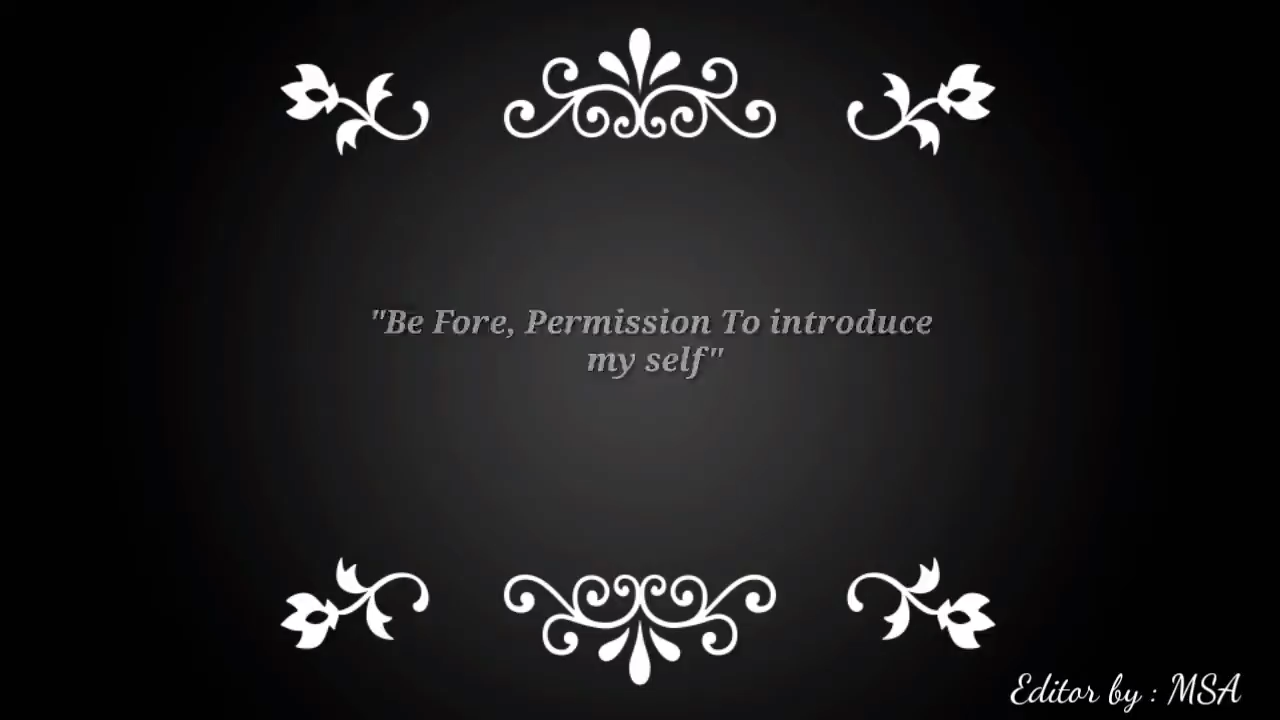 "Be Fore, Permission To introduce
my self"
Editor by : MSA